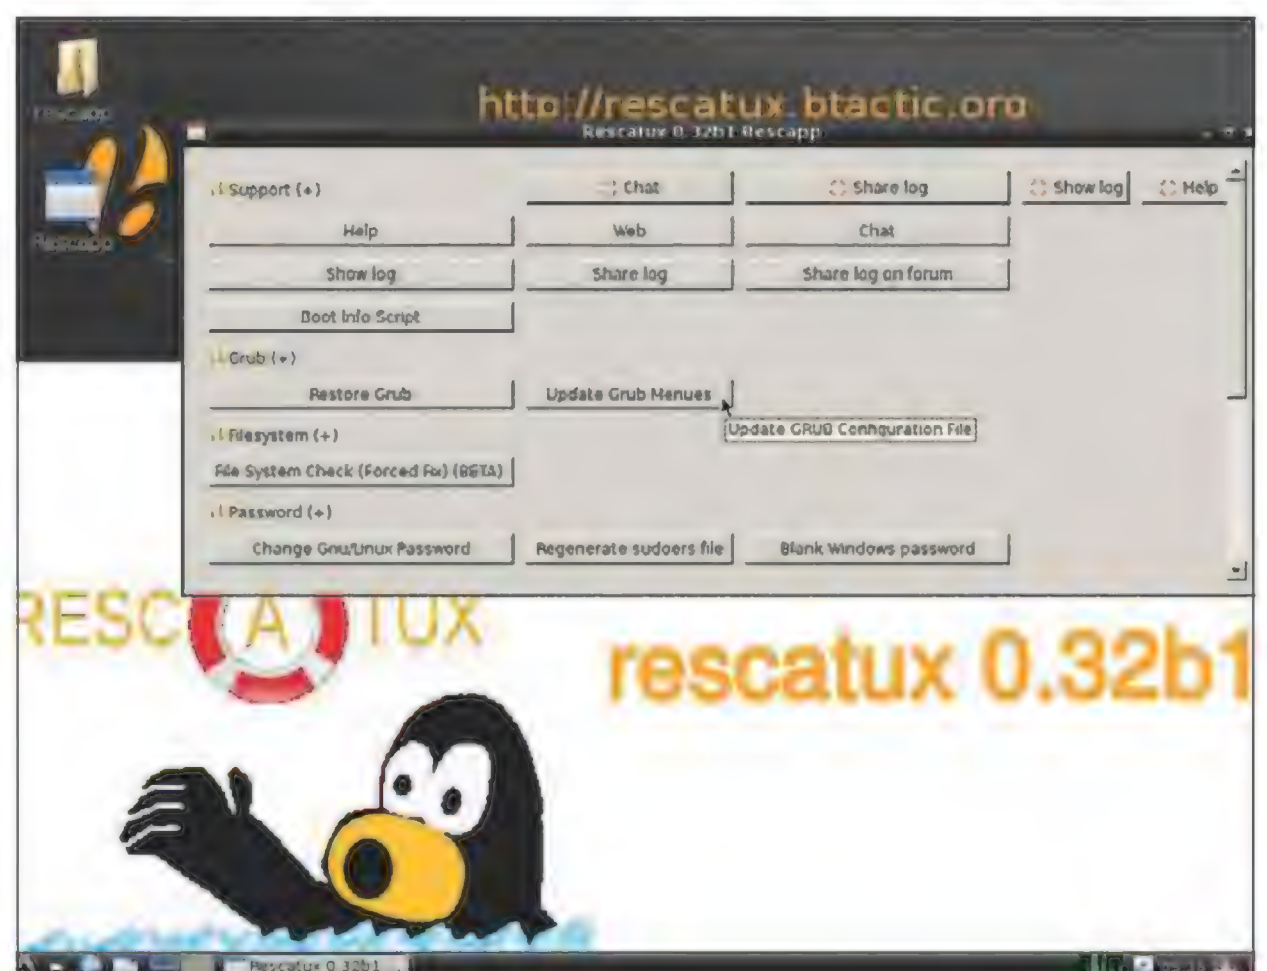 http://rescatux.btactic.org
Rescatux 0.32b1 Rescapp
Support (+)
Chat
Share log
Show log
Help
Help
Web
Chat
Show log
Share log
Share log on forum
Boot Info Script
Grub (+)
Restore Grub
Update Grub Menues
Update GRUB Configuration File
Filesystem (+)
File System Check (Forced Fix) (BETA)
Password (+)
Change Gnu/Linux Password
Regenerate sudoers file
Blank Windows password
RESCATUX
rescatux 0.32b1
Rescatux 0.32b1